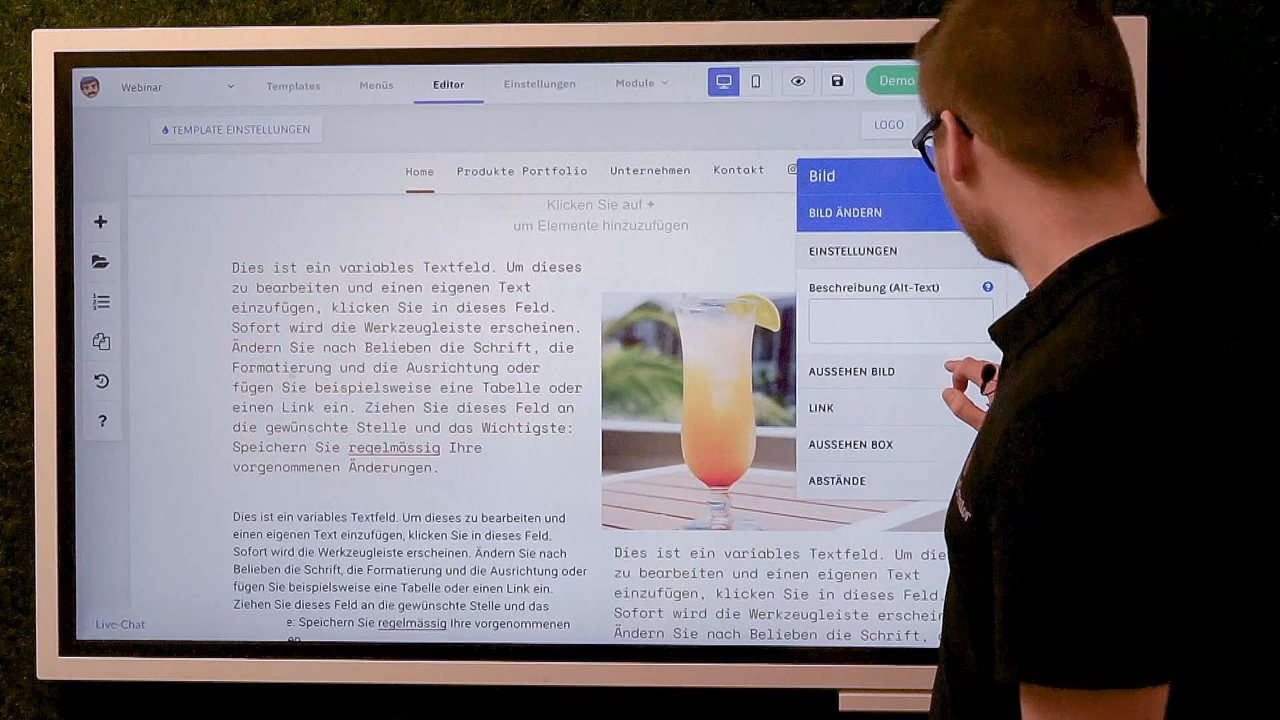 Webinar
Templates
Menüs
Editor
Einstellungen
Module
Demo
TEMPLATE EINSTELLUNGEN
LOGO
Home
Produkte Portfolio
Unternehmen
Kontakt
Klicken Sie auf +
um Elemente hinzuzufügen
Dies ist ein variables Textfeld. Um dieses
zu bearbeiten und einen eigenen Text
einzufügen, klicken Sie in dieses Feld.
Sofort wird die Werkzeugleiste erscheinen.
Ändern Sie nach Belieben die Schrift, die
Formatierung und die Ausrichtung oder
fügen Sie beispielsweise eine Tabelle oder
einen Link ein. Ziehen Sie dieses Feld an
die gewünschte Stelle und das Wichtigste:
Speichern Sie regelmässig Ihre
vorgenommenen Änderungen.
Dies ist ein variables Textfeld. Um dieses zu bearbeiten und
einen eigenen Text einzufügen, klicken Sie in dieses Feld.
Sofort wird die Werkzeugleiste erscheinen. Ändern Sie nach
Belieben die Schrift, die Formatierung und die Ausrichtung oder
fügen Sie beispielsweise eine Tabelle oder einen Link ein.
Ziehen Sie dieses Feld an die gewünschte Stelle und das
e: Speichern Sie regelmässig Ihre vorgenommenen
Bild
BILD ÄNDERN
EINSTELLUNGEN
Beschreibung (Alt-Text) ?
AUSSEHEN BILD
LINK
AUSSEHEN BOX
ABSTÄNDE
Dies ist ein variables Textfeld. Um die
zu bearbeiten und einen eigenen Text
einzufügen, klicken Sie in dieses Feld.
Sofort wird die Werkzeugleiste erschein
Ändern Sie nach Belieben die Schrift,
?
Live-Chat